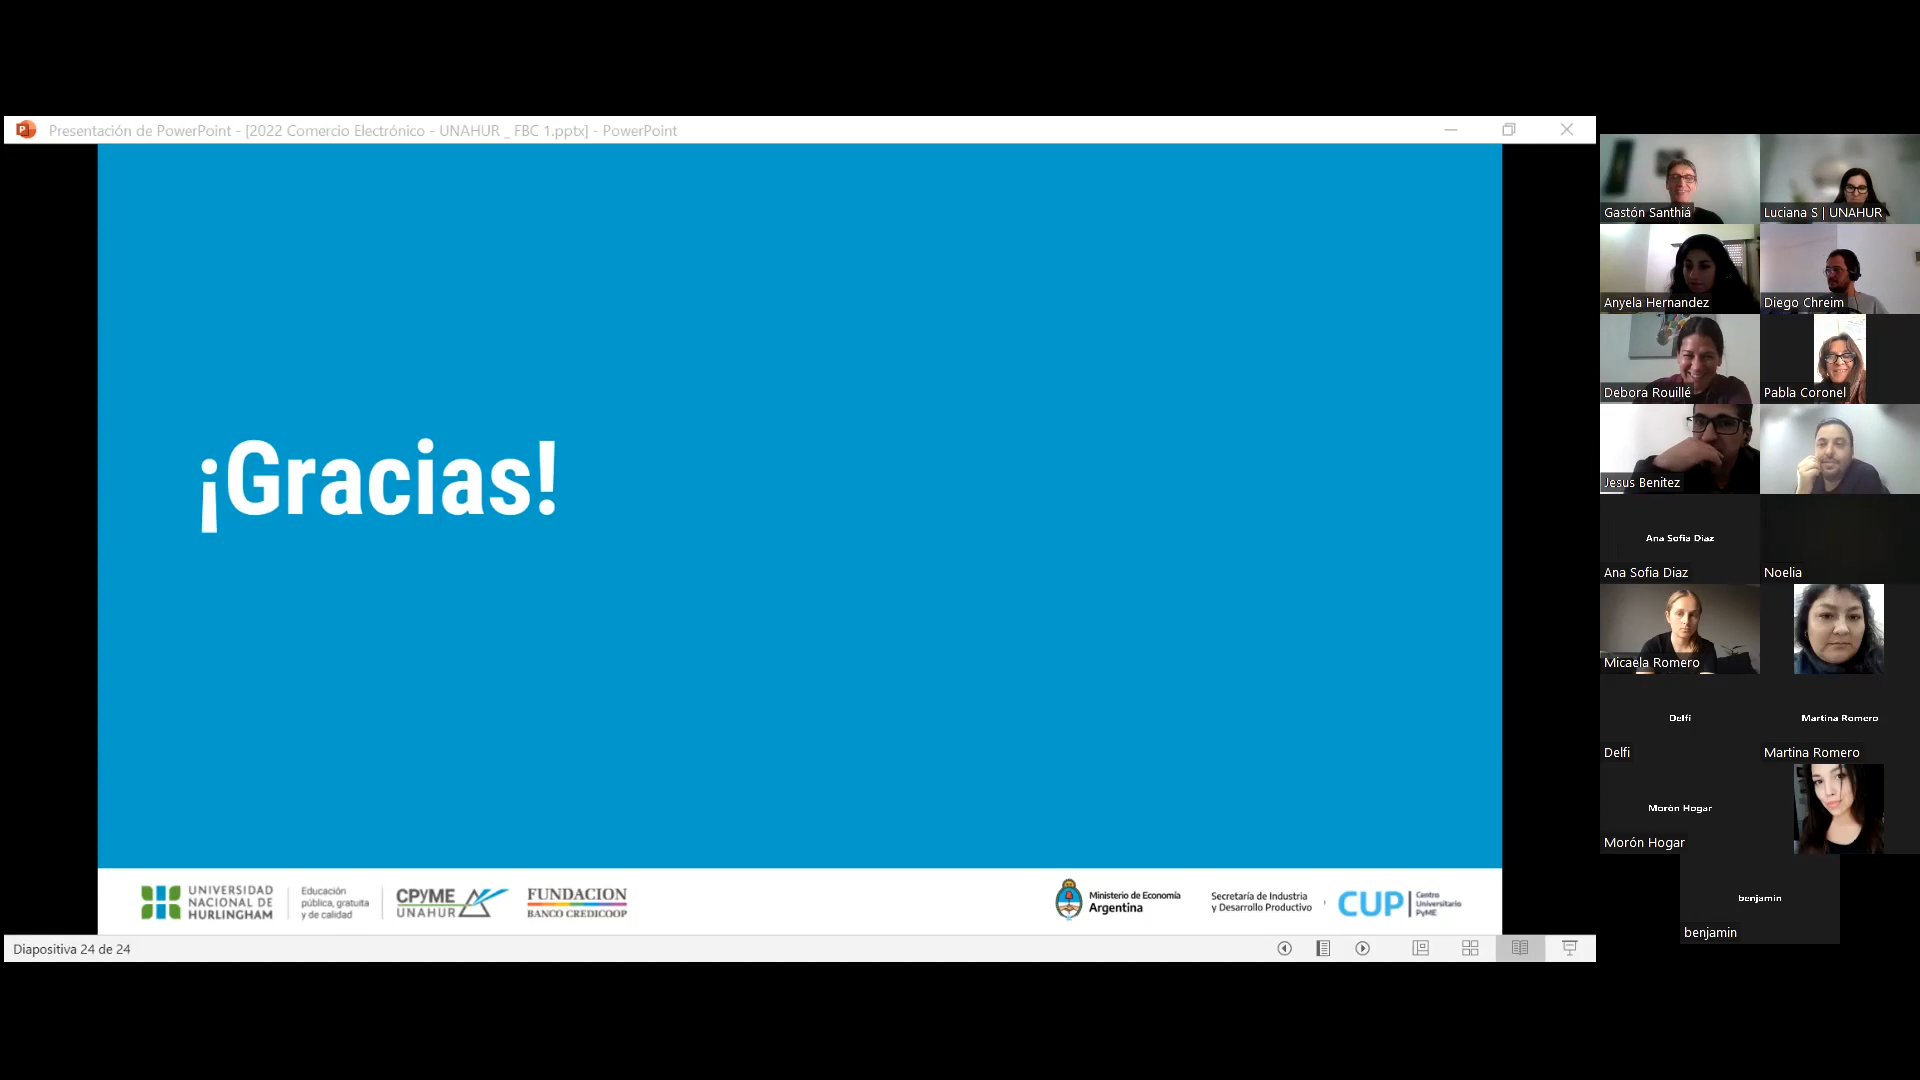 Presentación de PowerPoint - [2022 Comercio Electrónico - UNAHUR _ FBC 1.pptx] - PowerPoint
¡Gracias!
UNIVERSIDAD
NACIONAL DE
HURLINGHAM
Educación
pública, gratuita
y de calidad
CPYME
UNAHUR
FUNDACION
BANCO CREDICOOP
Ministerio de Economía
Argentina
Secretaría de Industria
y Desarrollo Productivo
CUP
Centro
Universitario
PyME
Diapositiva 24 de 24
Gastón Santhiá
Luciana S | UNAHUR
Anyela Hernandez
Diego Chreim
Debora Rouillé
Pabla Coronel
Jesus Benitez
Ana Sofia Diaz
Ana Sofia Diaz
Noelia
Micaela Romero
Delfi
Delfi
Martina Romero
Martina Romero
Morón Hogar
Morón Hogar
benjamin
benjamin